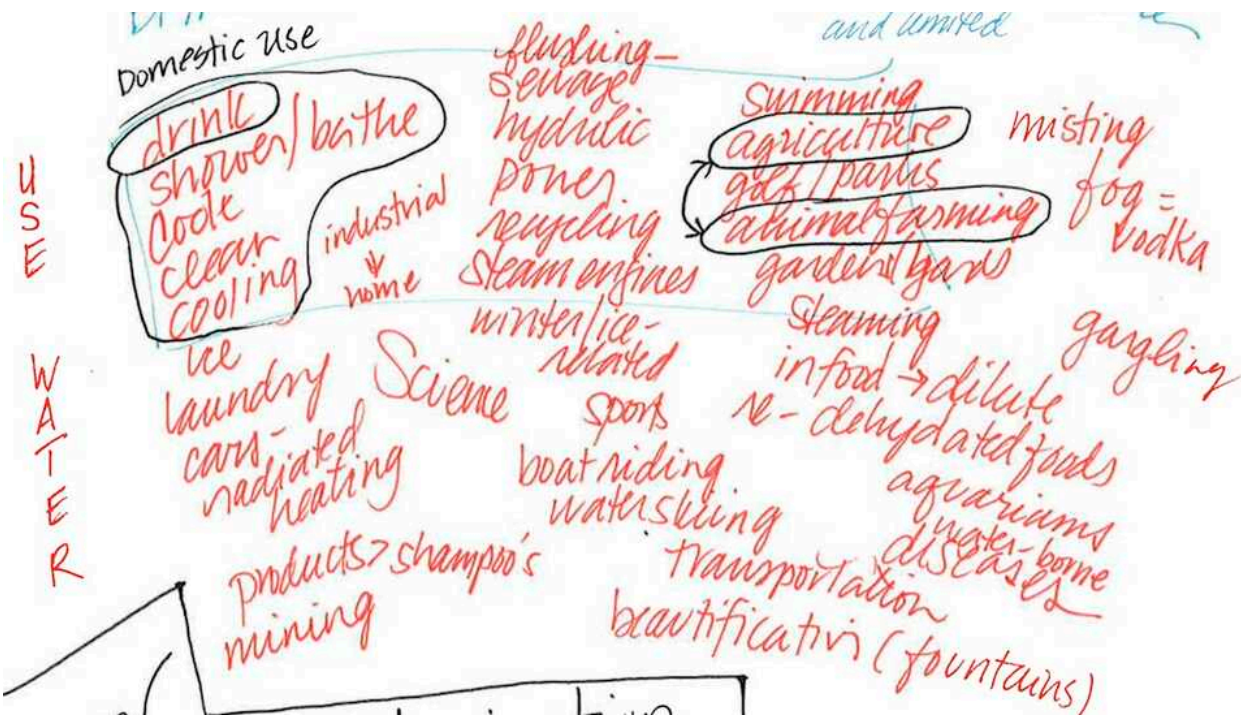 and limited
Domestic use
USE WATER
drink
shower/bathe
cook
clean
cooling
ice
laundry
cars-
radiated
heating
products> shampoo's
mining
industrial
home
Science
flushing-
sewage
hydrilic
power
recycling
steam engines
winter/ice-
related
sports
boat riding
waterskiing
transportation
beautification (fountains)
swimming
agriculture
golf/parks
animal farming
garden/yards
steaming
in food → dilute
re-dehydated foods
aquariums
water-borne
diseases
misting
fog =
vodka
gargling